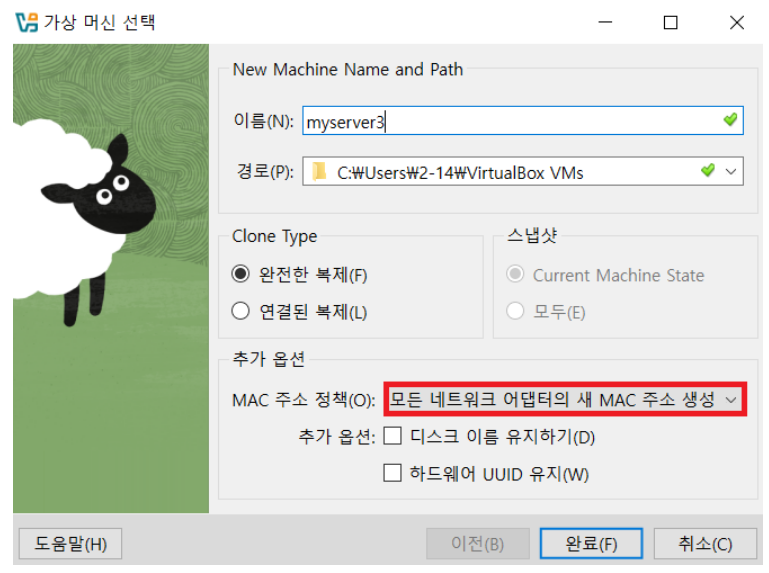 가상 머신 선택
New Machine Name and Path
이름(N): myserver3
경로(P): C:₩Users₩2-14₩VirtualBox VMs
Clone Type
스냅샷
완전한 복제(F)
Current Machine State
연결된 복제(L)
모두(E)
추가 옵션
MAC 주소 정책(O): 모든 네트워크 어댑터의 새 MAC 주소 생성
추가 옵션: 디스크 이름 유지하기(D)
하드웨어 UUID 유지(W)
도움말(H)
이전(B)
완료(F)
취소(C)